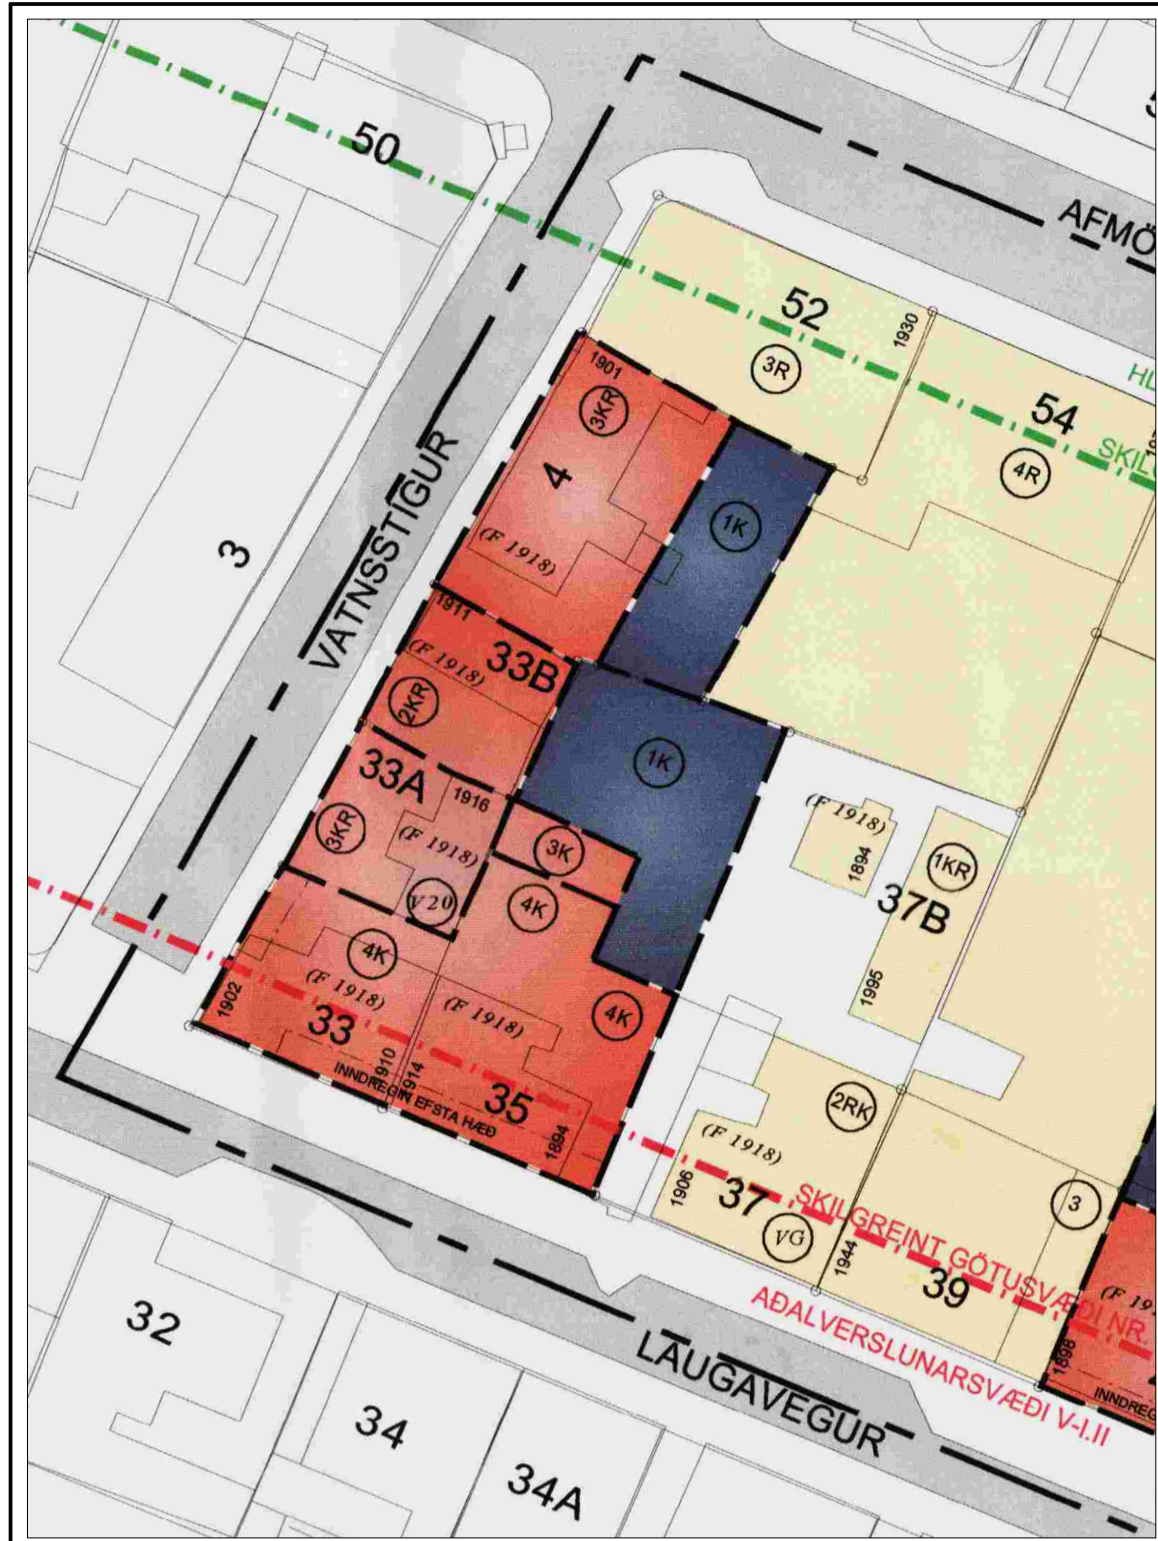 50
AFMÖ
52
1930
3R
HL
54
SKILG
4R
1901
3KR
4
(F 1918)
1K
3
VATNSSTÍGUR
1911
(F 1918)
33B
2KR
1K
33A
1916
3KR
(F 1918)
3K
V20
4K
(F 1918)
1894
1KR
37B
1995
4K
(F 1918)
(F 1918)
4K
1902
33
1910
1914
35
INNDREGIN EFSTA HÆÐ
1894
2RK
(F 1918)
1906
37
VG
3
SKILGREINT GÖTUSVÆÐI NR.
1944
39
(F 19
1898
INNDREG
AÐALVERSLUNARSVÆÐI V-I.II
LAUGAVEGUR
32
34
34A